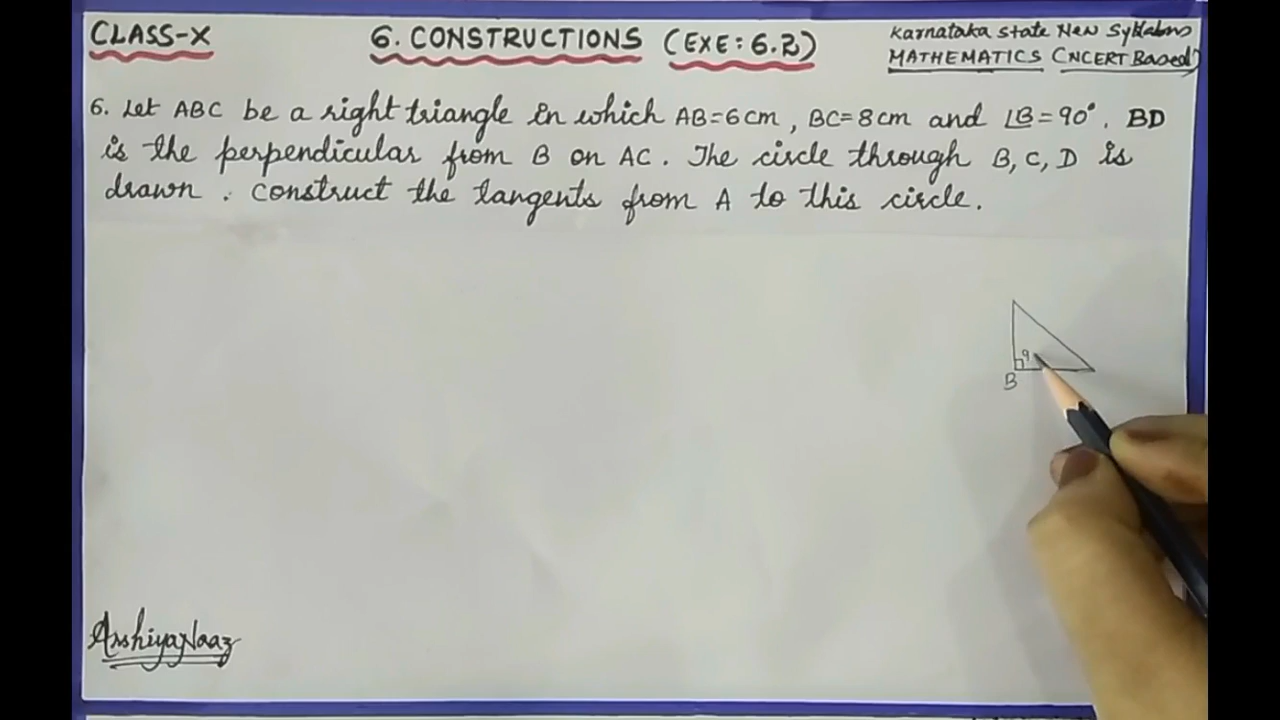 CLASS-X
6. CONSTRUCTIONS (EXE: 6.2)
Karnataka state New Syllabus
MATHEMATICS (NCERT Based)
6. Let ABC be a right triangle in which AB=6cm, BC=8cm and ∠B=90°. BD
is the perpendicular from B on AC. The circle through B, C, D is
drawn. Construct the tangents from A to this circle.
9
B
ArshiyaNaaz